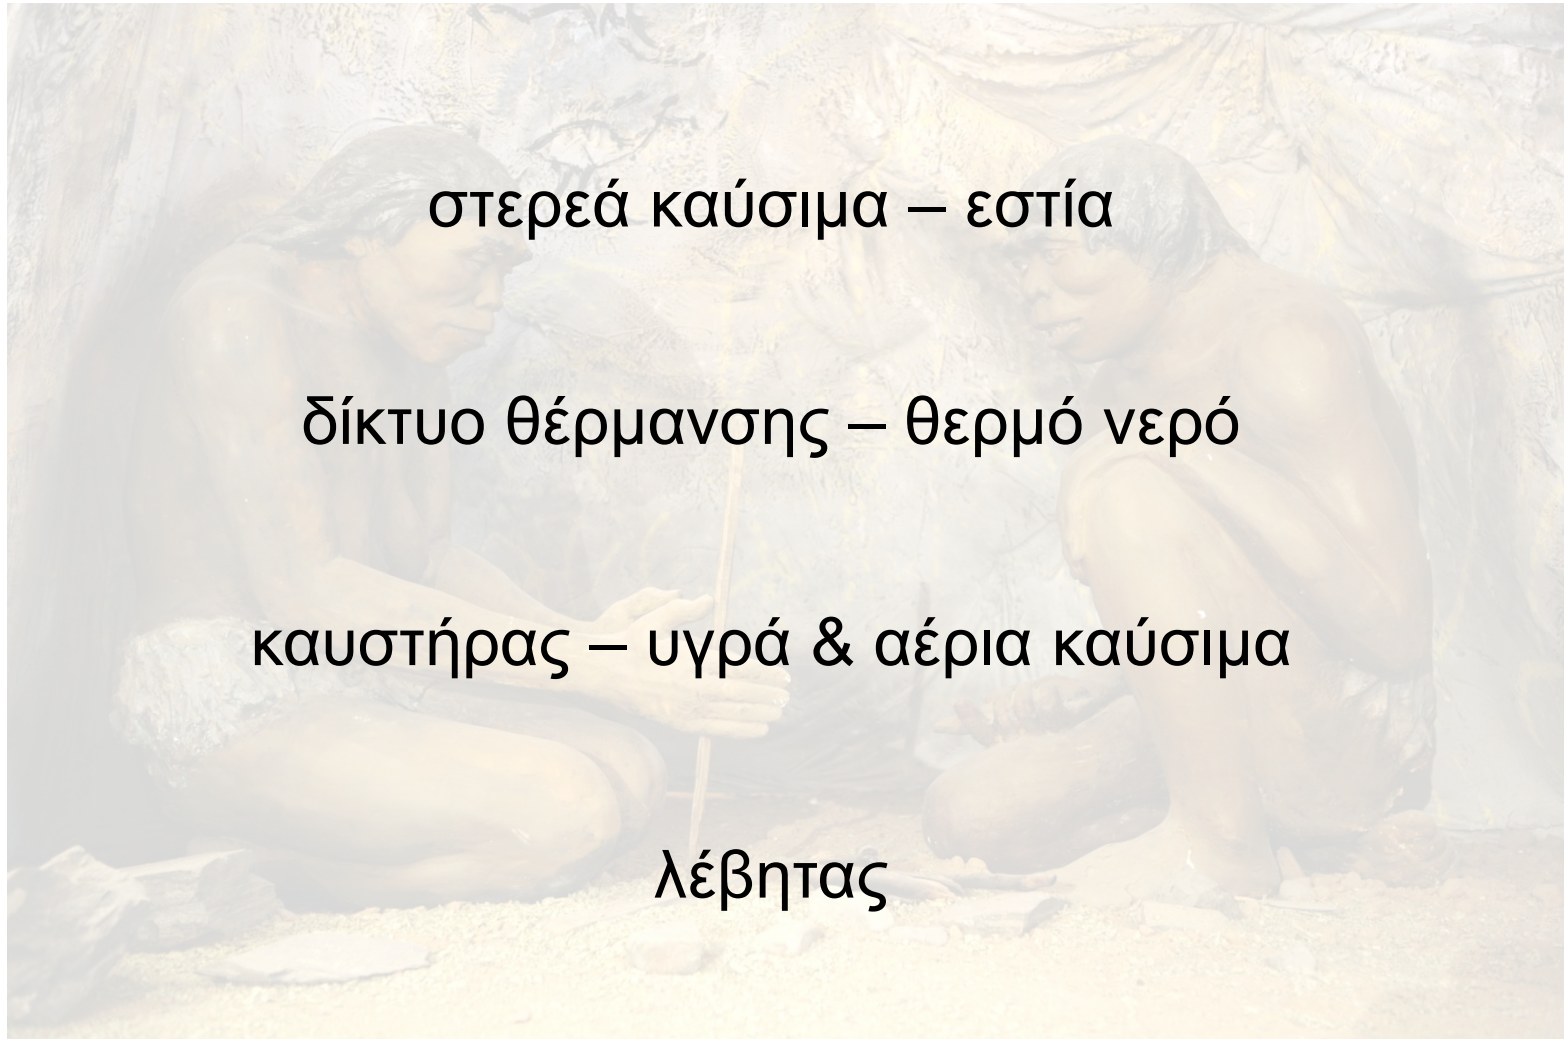 στερεά καύσιμα – εστία
δίκτυο θέρμανσης – θερμό νερό
καυστήρας – υγρά & αέρια καύσιμα
λέβητας